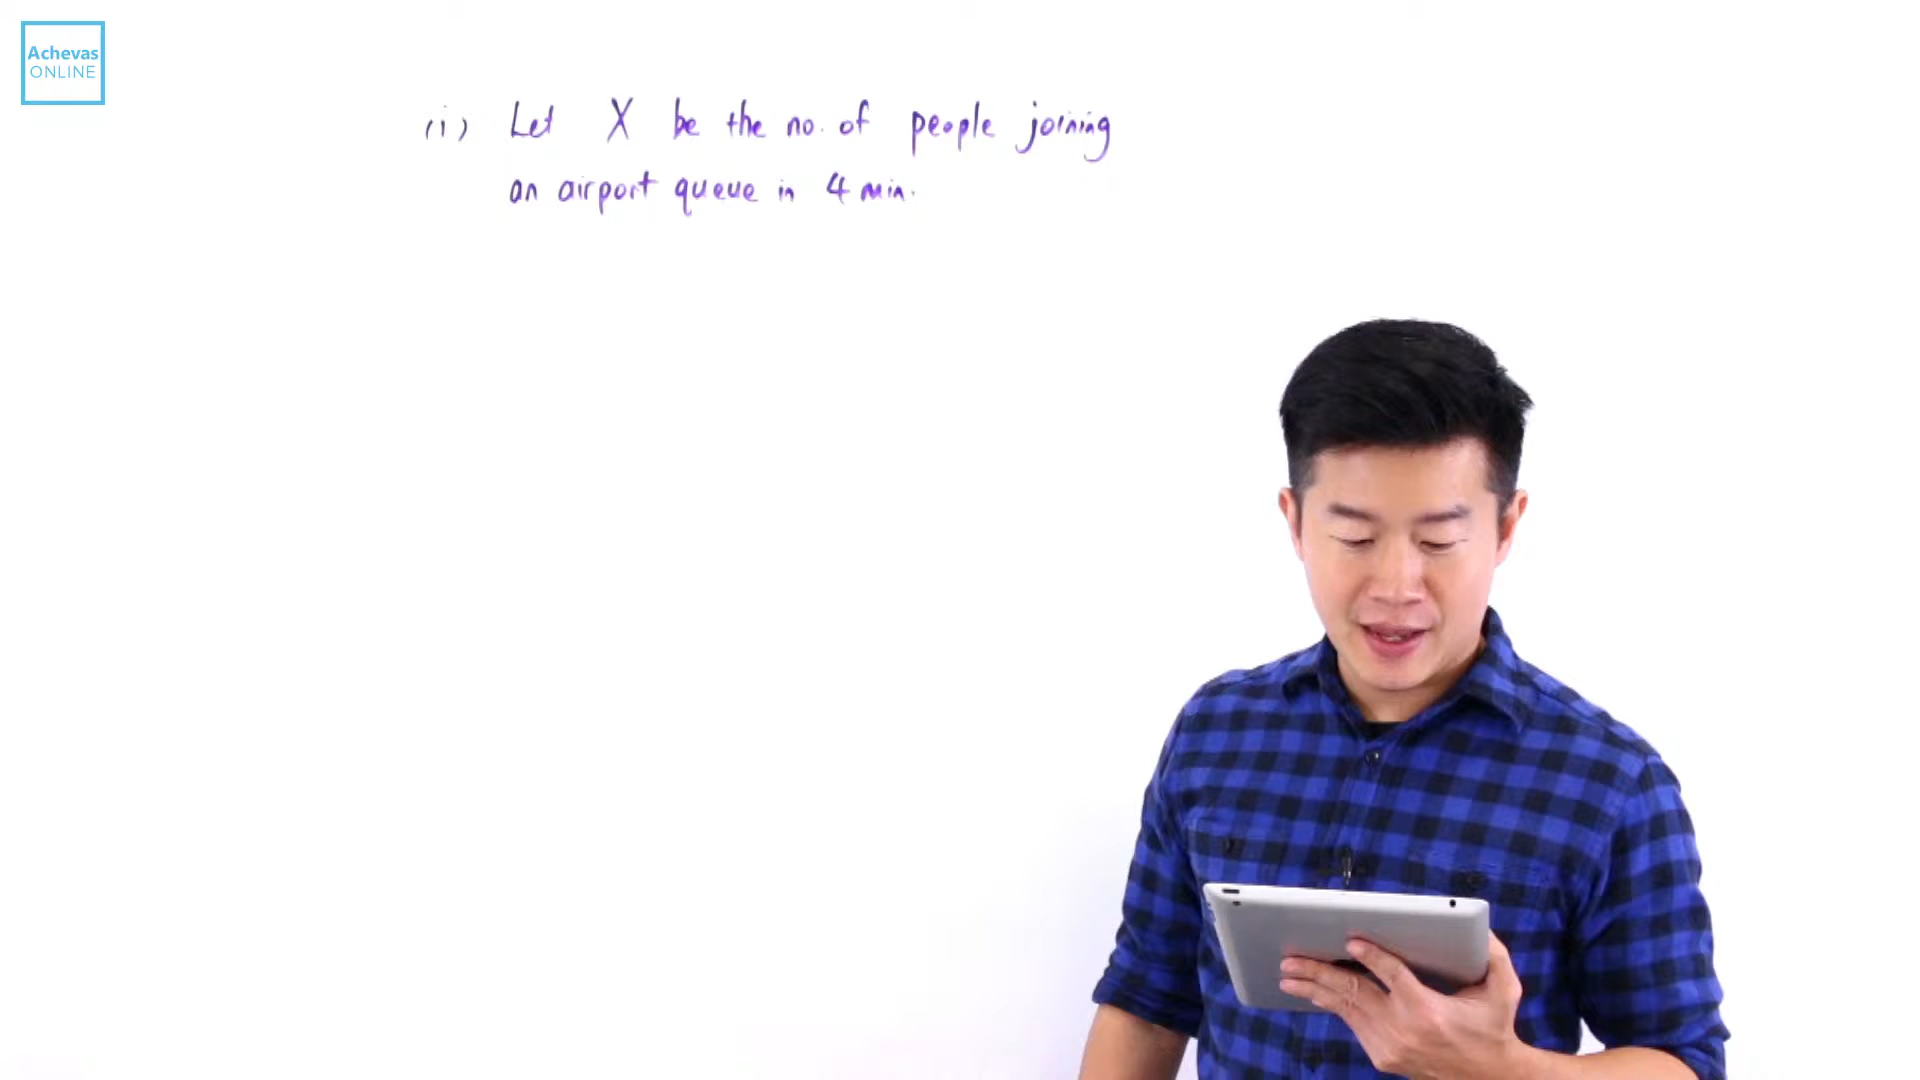 Achevas
ONLINE
(i) Let X be the no. of people joining
an airport queue in 4 min.